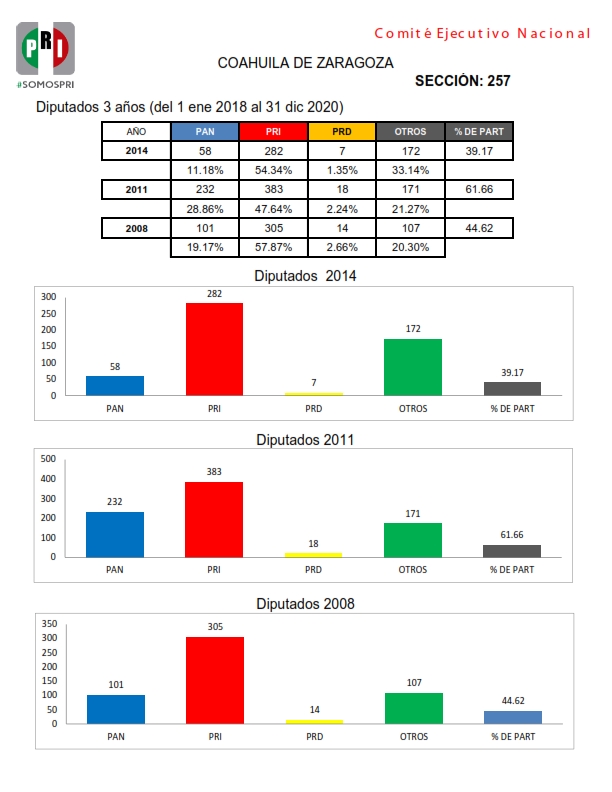 Comité Ejecutivo Nacional
PRI
#SOMOSPRI
COAHUILA DE ZARAGOZA
SECCIÓN: 257
Diputados 3 años (del 1 ene 2018 al 31 dic 2020)
AÑO PAN PRI PRD OTROS % DE PART
2014 58 282 7 172 39.17
11.18% 54.34% 1.35% 33.14%
2011 232 383 18 171 61.66
28.86% 47.64% 2.24% 21.27%
2008 101 305 14 107 44.62
19.17% 57.87% 2.66% 20.30%
Diputados 2014
300
250
200
150
100
50
0
58
282
7
172
39.17
PAN PRI PRD OTROS % DE PART
Diputados 2011
500
400
300
200
100
0
232
383
18
171
61.66
PAN PRI PRD OTROS % DE PART
Diputados 2008
350
300
250
200
150
100
50
0
101
305
14
107
44.62
PAN PRI PRD OTROS % DE PART